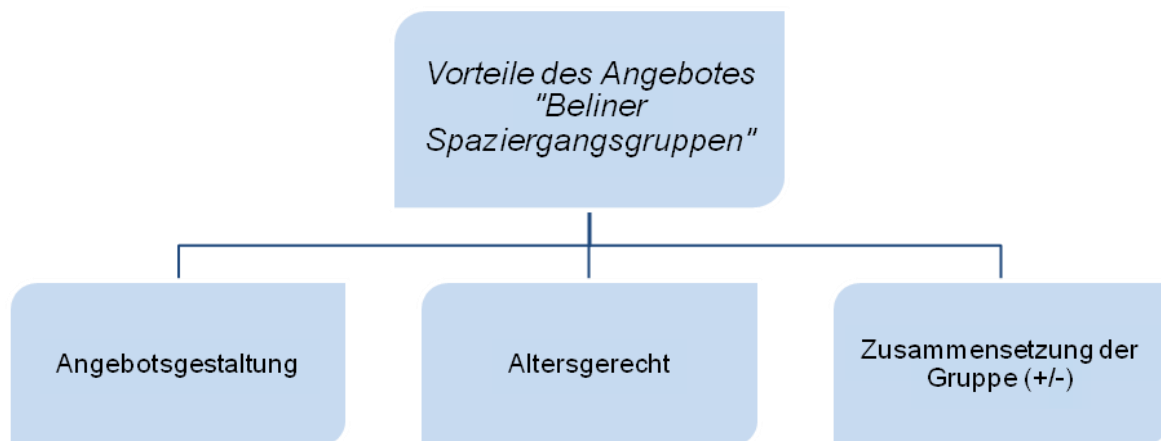 Vorteile des Angebotes
"Beliner
Spaziergangsgruppen"
Angebotsgestaltung
Altersgerecht
Zusammensetzung der
Gruppe (+/-)